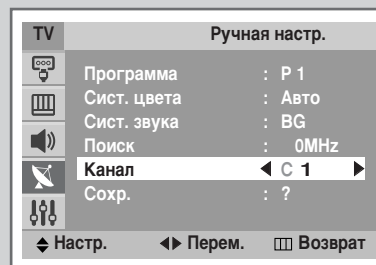 TV Ручная настр.
Программа : P 1
Сист. цвета : Авто
Сист. звука : BG
Поиск : 0MHz
Канал ◀ C 1 ▶
Сохр. : ?
Настр. Перем. Возврат